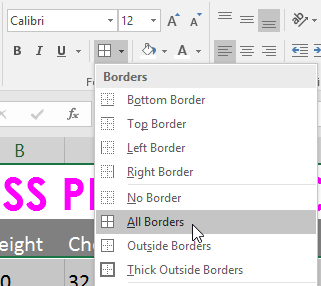 Calibri 12 A A
B I U A
Fo
Borders
Bottom Border
Top Border
Left Border
Right Border
No Border
All Borders
Outside Borders
Thick Outside Borders
fx
B
SS P
eight Ch
0 32